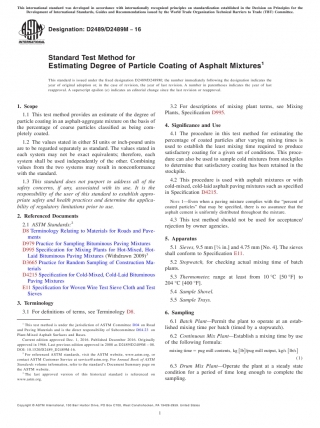 This international standard was developed in accordance with internationally recognized principles on standardization established in the Decision on Principles for the
Development of International Standards, Guides and Recommendations issued by the World Trade Organization Technical Barriers to Trade (TBT) Committee.
Designation: D2489/D2489M – 16
INTERNATIONAL
Standard Test Method for
Estimating Degree of Particle Coating of Asphalt Mixtures¹
This standard is issued under the fixed designation D2489/D2489M; the number immediately following the designation indicates the
year of original adoption or, in the case of revision, the year of last revision. A number in parentheses indicates the year of last
reapproval. A superscript epsilon (ε) indicates an editorial change since the last revision or reapproval.
1. Scope
1.1 This test method provides an estimate of the degree of
particle coating in an asphalt-aggregate mixture on the basis of
the percentage of coarse particles classified as being com-
pletely coated.
1.2 The values stated in either SI units or inch-pound units
are to be regarded separately as standard. The values stated in
each system may not be exact equivalents; therefore, each
system shall be used independently of the other. Combining
values from the two systems may result in nonconformance
with the standard.
1.3 This standard does not purport to address all of the
safety concerns, if any, associated with its use. It is the
responsibility of the user of this standard to establish appro-
priate safety and health practices and determine the applica-
bility of regulatory limitations prior to use.
2. Referenced Documents
2.1 ASTM Standards:²
D8 Terminology Relating to Materials for Roads and Pave-
ments
D979 Practice for Sampling Bituminous Paving Mixtures
D995 Specification for Mixing Plants for Hot-Mixed, Hot-
Laid Bituminous Paving Mixtures (Withdrawn 2009)³
D3665 Practice for Random Sampling of Construction Ma-
terials
D4215 Specification for Cold-Mixed, Cold-Laid Bituminous
Paving Mixtures
E11 Specification for Woven Wire Test Sieve Cloth and Test
Sieves
3. Terminology
3.1 For definitions of terms, see Terminology D8.
¹ This test method is under the jurisdiction of ASTM Committee D04 on Road
and Paving Materials and is the direct responsibility of Subcommittee D04.21 on
Current edition approved Dec. 1, 2016. Published December 2016. Originally
² For referenced ASTM standards, visit the ASTM website, www.astm.org, or
contact ASTM Customer Service at service@astm.org. For Annual Book of ASTM
Standards volume information, refer to the standard's Document Summary page on
the ASTM website.
³ The last approved version of this historical standard is referenced on
www.astm.org.
3.2 For descriptions of mixing plant terms, see Mixing
Plants, Specification D995.
4. Significance and Use
4.1 The procedure in this test method for estimating the
percentage of coated particles after varying mixing times is
used to establish the least mixing time required to produce
satisfactory coating for a given set of conditions. This proce-
dure can also be used to sample cold mixtures from stockpiles
to determine that satisfactory coating has been retained in the
stockpile.
4.2 This procedure is used with asphalt mixtures or with
cold-mixed, cold-laid asphalt paving mixtures such as specified
in Specification D4215.
NOTE 1—Even when a paving mixture complies with the "percent of
coated particles" that may be specified, there is no assurance that the
asphalt content is uniformly distributed throughout the mixture.
4.3 This test method should not be used for acceptance/
rejection by owner agencies.
5. Apparatus
5.1 Sieves, 9.5 mm [⅜ in.] and 4.75 mm [No. 4]. The sieves
shall conform to Specification E11.
5.2 Stopwatch, for checking actual mixing time of batch
plants.
5.3 Thermometer, range at least from 10 °C [50 °F] to
204 °C [400 °F].
5.4 Sample Shovel.
5.5 Sample Trays.
6. Sampling
6.1 Batch Plant—Permit the plant to operate at an estab-
lished mixing time per batch (timed by stopwatch).
6.2 Continuous Mix Plant—Establish a mixing time by use
of the following formula:
mixing time = pug mill contents, kg [lb]/pug mill output, kg/s [lb/s]
(1)
6.3 Mix Plant—Operate the plant at a steady state
condition for a period of time long enough to complete the
sampling.
Copyright © ASTM International, 100 Barr Harbor Drive, PO Box C700, West Conshohocken, PA 19428-2959. United States
1